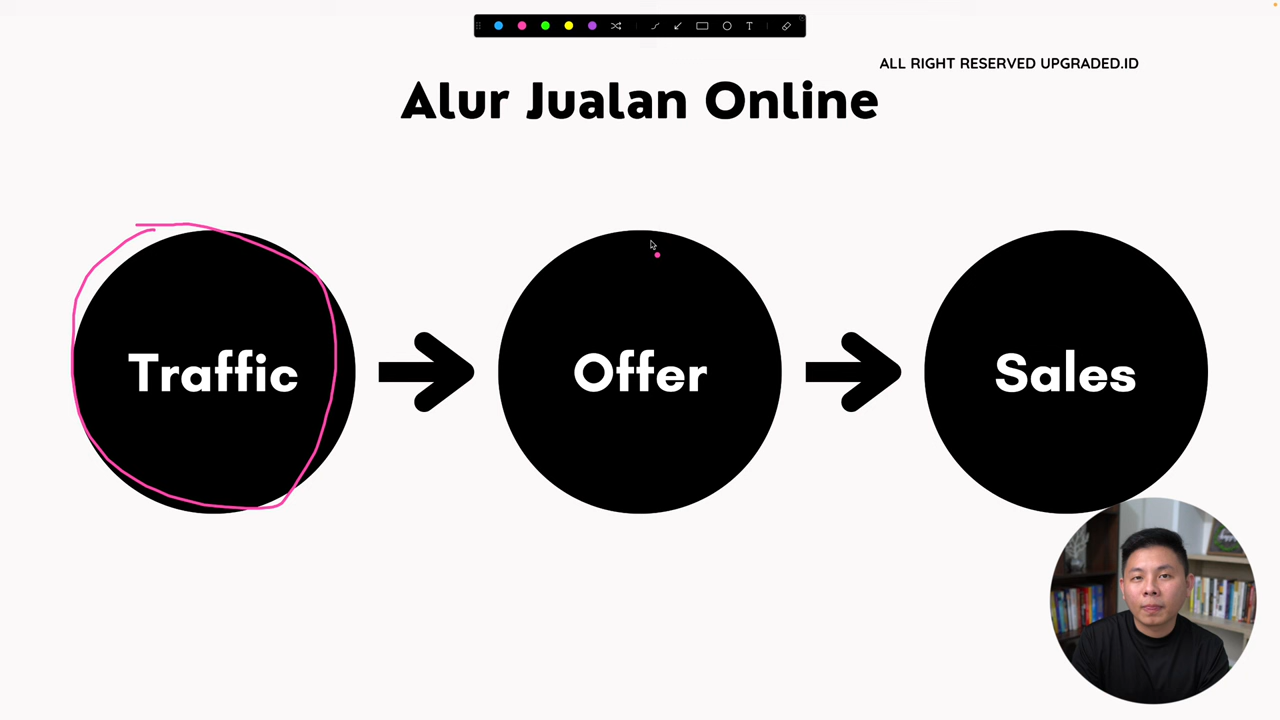 ALL RIGHT RESERVED UPGRADED.ID
Alur Jualan Online
Traffic
Offer
Sales